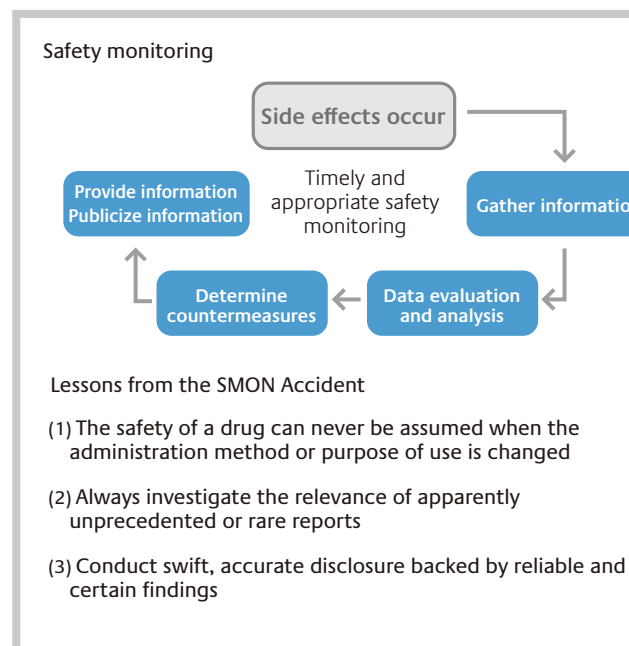 Safety monitoring
Side effects occur
Timely and
appropriate safety
monitoring
Gather informatio
Data evaluation
and analysis
Determine
countermeasures
Provide information
Publicize information
Lessons from the SMON Accident
(1) The safety of a drug can never be assumed when the
administration method or purpose of use is changed
(2) Always investigate the relevance of apparently
unprecedented or rare reports
(3) Conduct swift, accurate disclosure backed by reliable and
certain findings